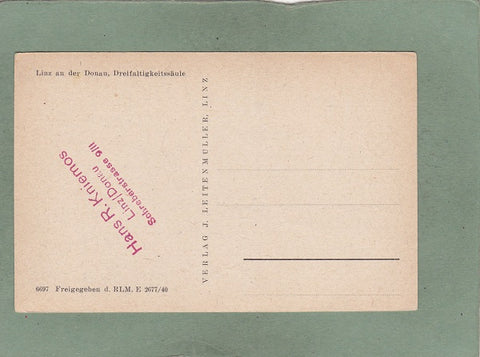 Linz an der Donau, Dreifaltigkeitssäule
Hans R. Kniemos
Linz/Donau
Schreberstrasse 9/II
VERLAG J. LEITENMÜLLER, LINZ
6697 Freigegeben d. RLM. E 2677/40